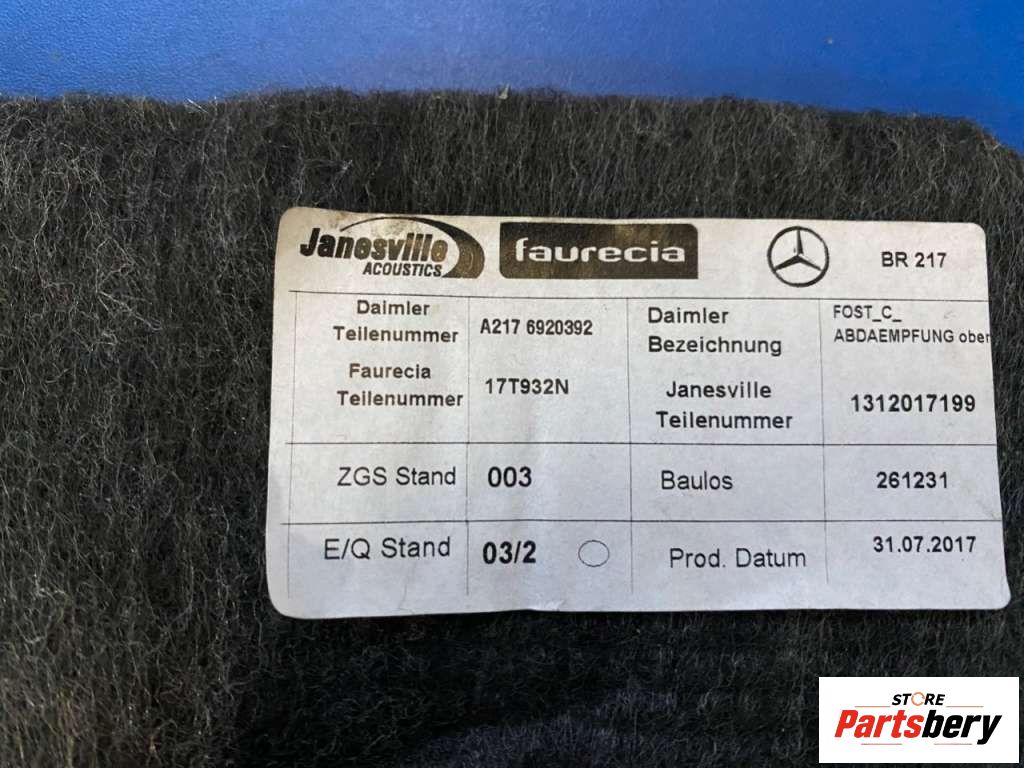 Janesville
ACOUSTICS
faurecia
BR 217
Daimler
Teilenummer
A217 6920392
Daimler
Bezeichnung
FOST_C_
ABDAEMPFUNG ober
Faurecia
Teilenummer
17T932N
Janesville
Teilenummer
1312017199
ZGS Stand
003
Baulos
261231
E/Q Stand
03/2
Prod. Datum
31.07.2017
STORE
Partsbery